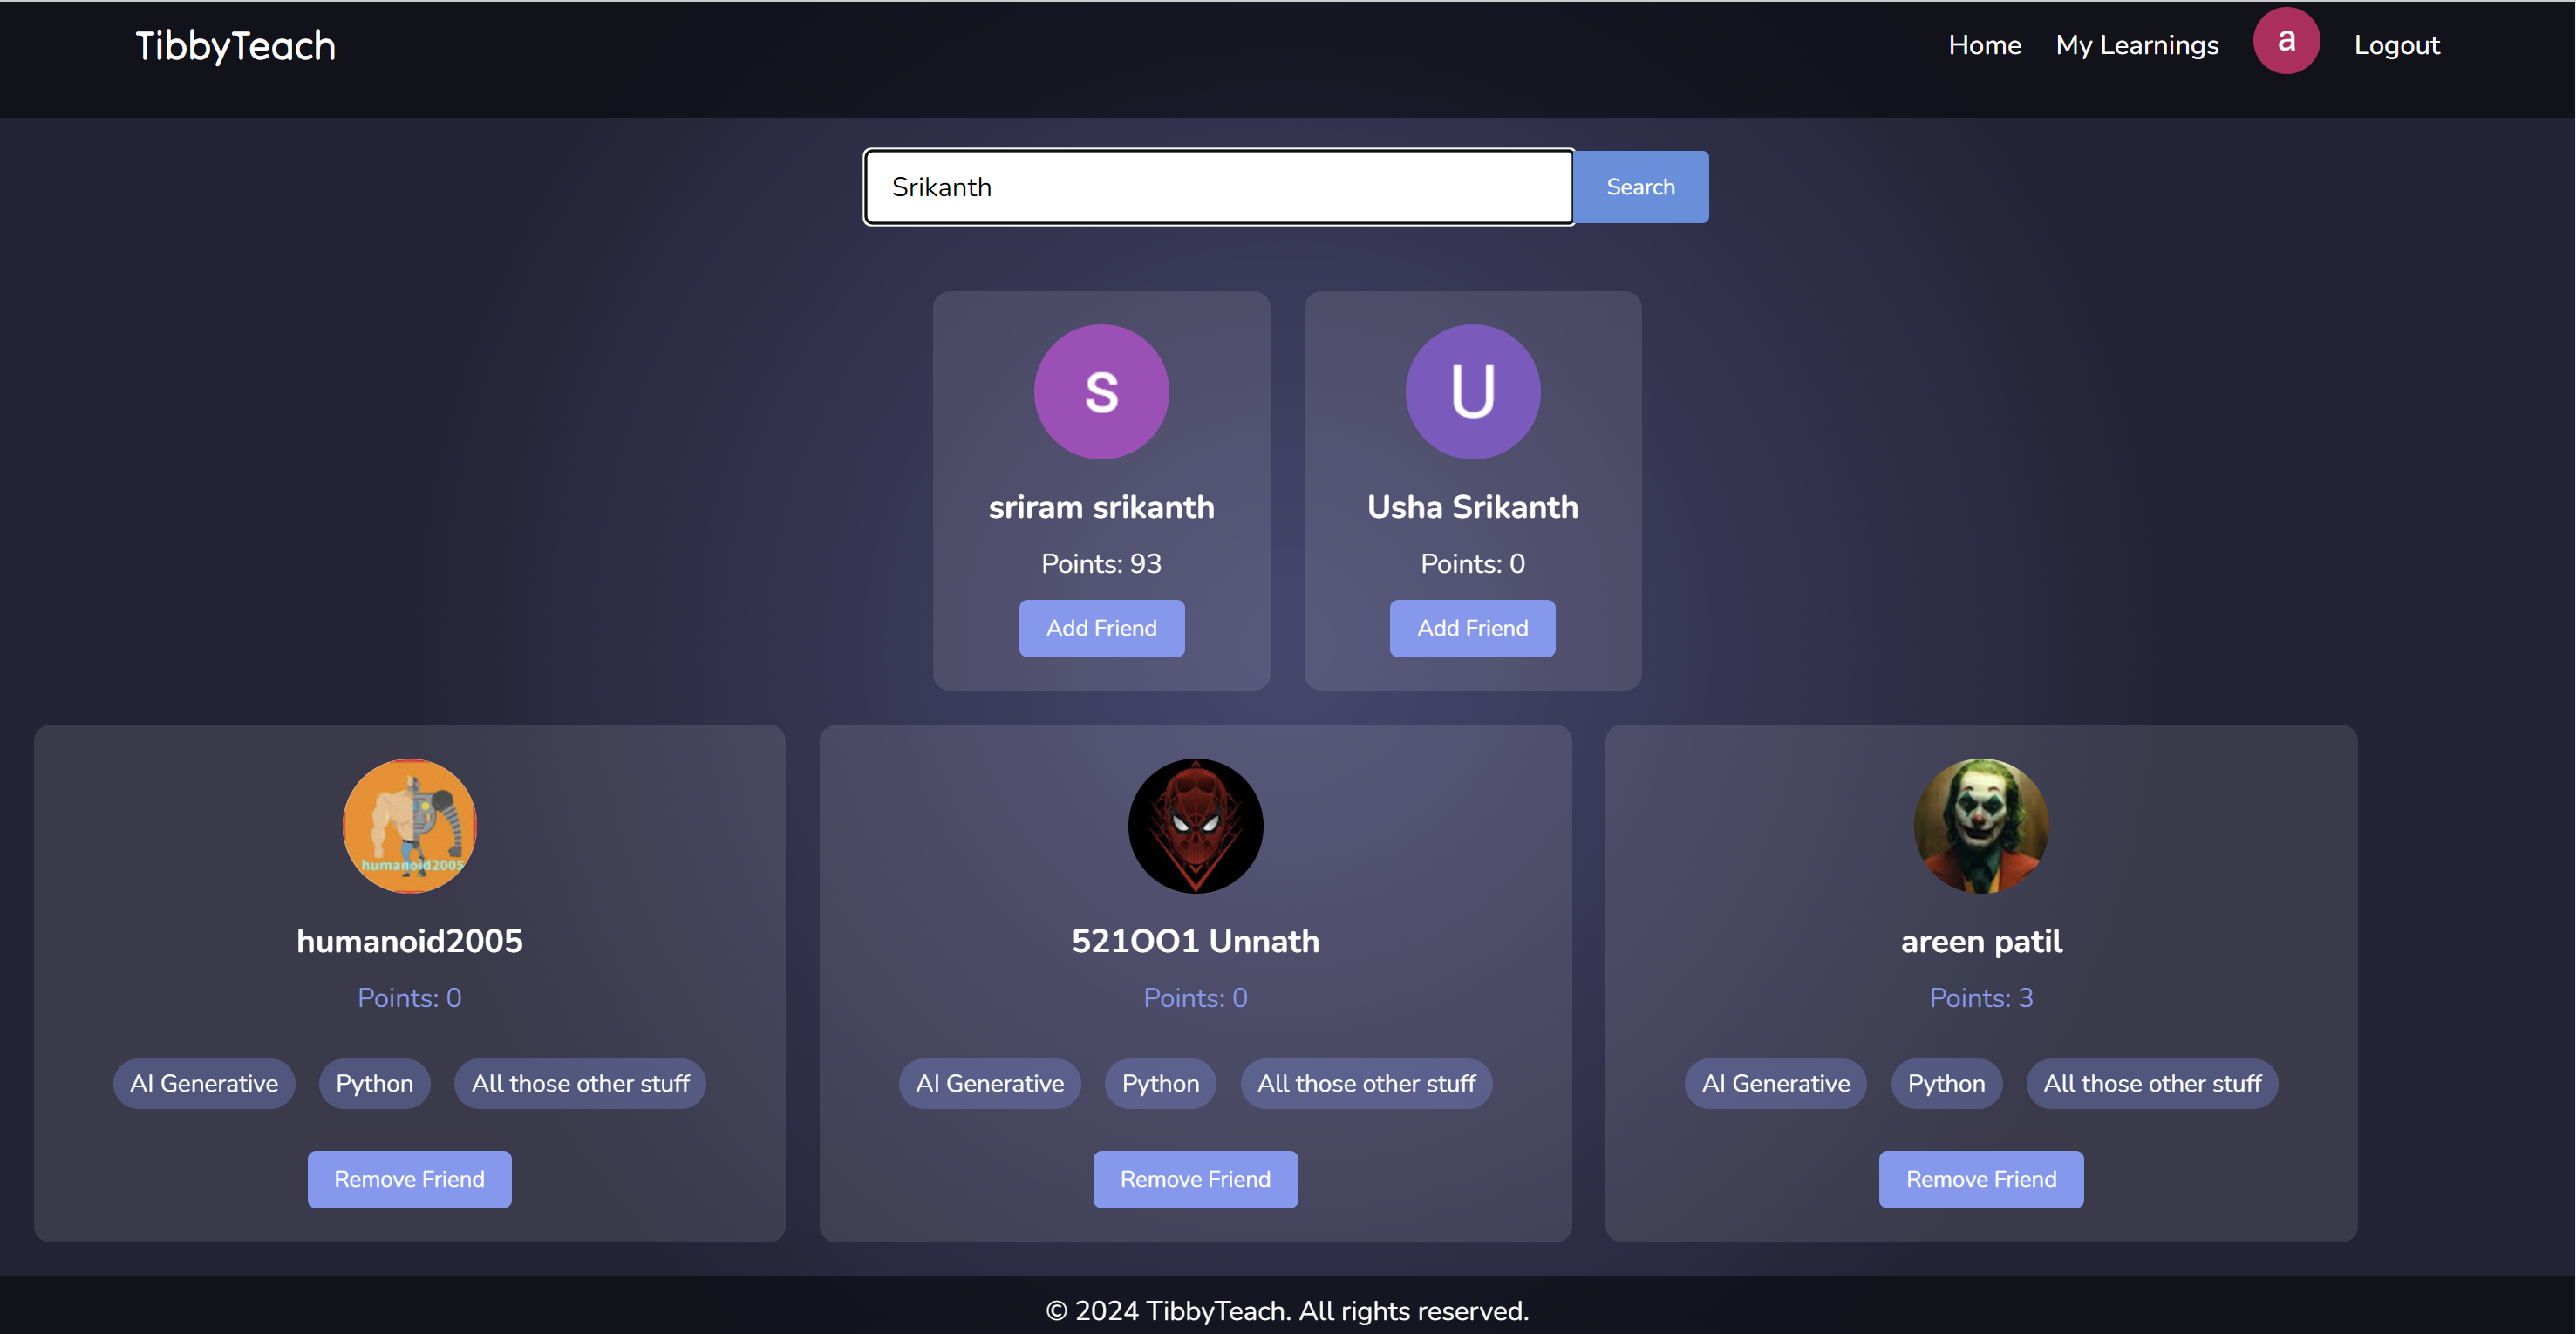 TibbyTeach
Home My Learnings a Logout
Srikanth Search
s U
sriram srikanth Usha Srikanth
Points: 93 Points: 0
Add Friend Add Friend
humanoid2005
humanoid2005 521OO1 Unnath areen patil
Points: 0 Points: 0 Points: 3
AI Generative Python All those other stuff AI Generative Python All those other stuff AI Generative Python All those other stuff
Remove Friend Remove Friend Remove Friend
© 2024 TibbyTeach. All rights reserved.